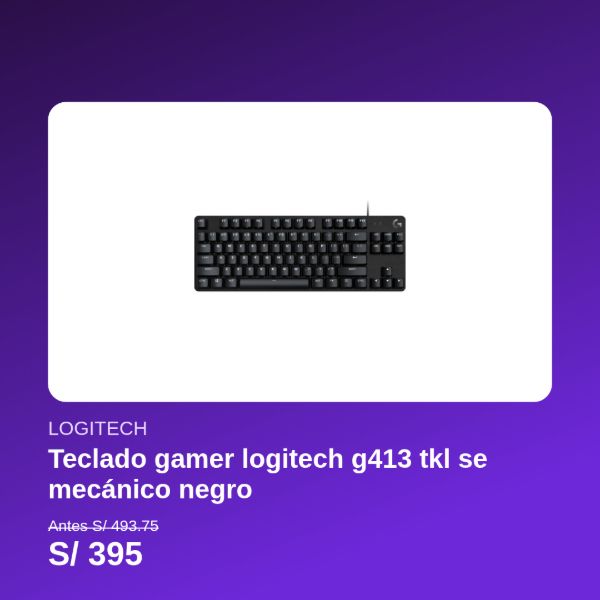 LOGITECH
Teclado gamer logitech g413 tkl se
mecánico negro
Antes S/ 493.75
S/ 395